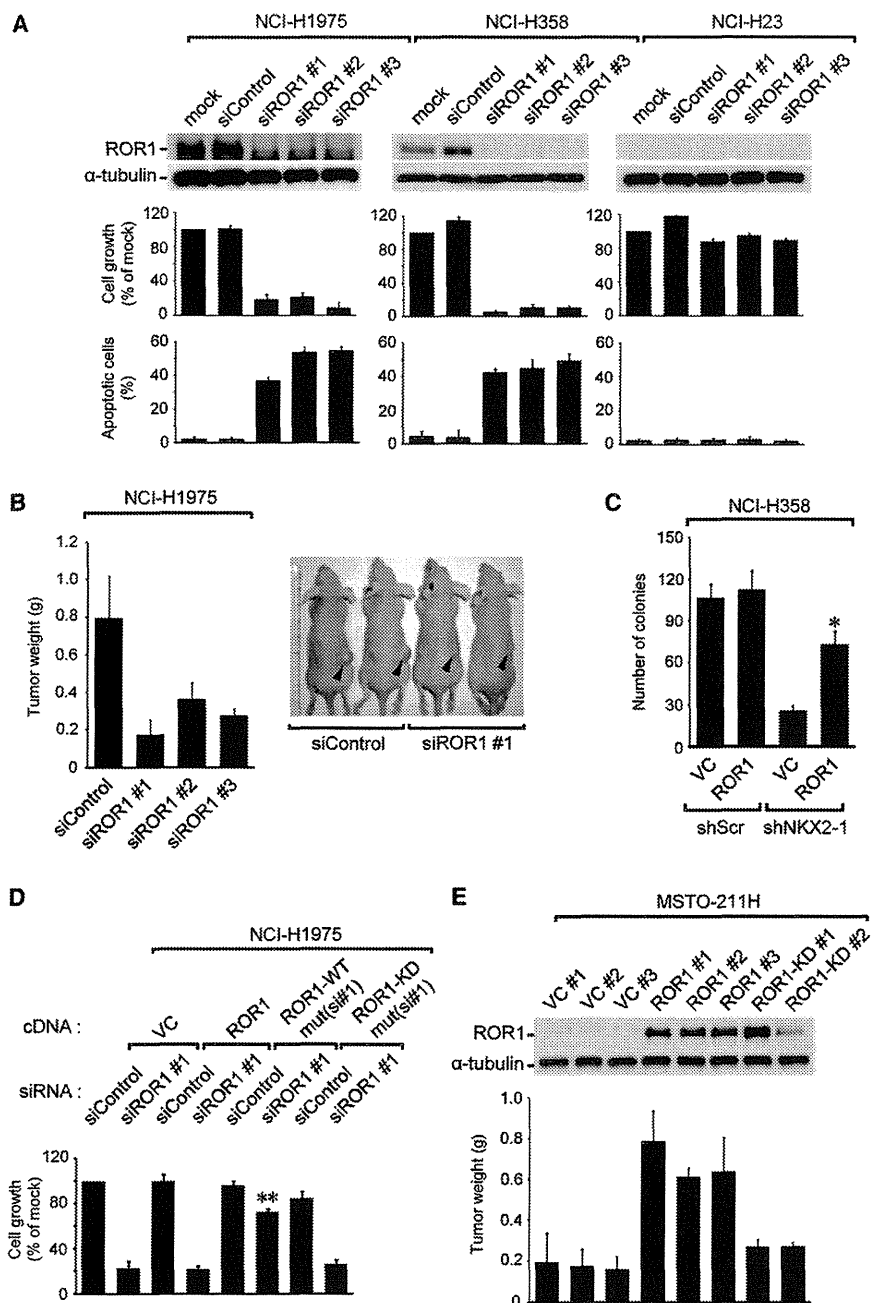 A
NCI-H1975
NCI-H358
NCI-H23
mock
siControl
siROR1 #1
siROR1 #2
siROR1 #3
mock
siControl
siROR1 #1
siROR1 #2
siROR1 #3
mock
siControl
siROR1 #1
siROR1 #2
siROR1 #3
ROR1
α-tubulin
Cell growth
(% of mock)
120
80
40
0
120
80
40
0
120
80
40
0
Apoptotic cells
(%)
60
40
20
0
60
40
20
0
60
40
20
0
B
NCI-H1975
Tumor weight (g)
1.2
1.0
0.8
0.6
0.4
0.2
0
siControl
siROR1 #1
siROR1 #2
siROR1 #3
siControl
siROR1 #1
C
NCI-H358
Number of colonies
150
120
90
60
30
0
*
VC
ROR1
VC
ROR1
shScr
shNKX2-1
D
NCI-H1975
cDNA :
VC
ROR1
ROR1-WT
mut(si#1)
ROR1-KD
mut(si#1)
siRNA :
siControl
siROR1 #1
siControl
siROR1 #1
siControl
siROR1 #1
siControl
siROR1 #1
Cell growth
(% of mock)
120
80
40
0
**
E
MSTO-211H
VC #1
VC #2
VC #3
ROR1 #1
ROR1 #2
ROR1 #3
ROR1-KD #1
ROR1-KD #2
ROR1
α-tubulin
Tumor weight (g)
1.0
0.8
0.6
0.4
0.2
0